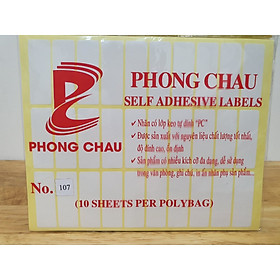 PHONG CHAU
SELF ADHESIVE LABELS
✓ Nhãn có lớp keo tự dính "PC"
✓ Được sản xuất với nguyên liệu chất lượng tốt nhất,
độ dính cao, ổn định
✓ Sản phẩm có nhiều kích cỡ đa dạng, dễ sử dụng
trong văn phòng, ghi chú, in ấn nhãn phụ sản phẩm...
PHONG CHAU
No. 107
(10 SHEETS PER POLYBAG)